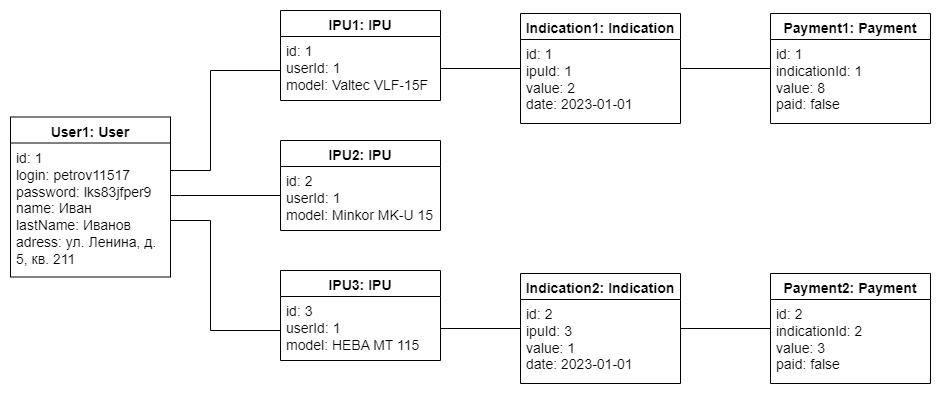 User1: User
id: 1
login: petrov11517
password: lks83jfper9
name: Иван
lastName: Иванов
adress: ул. Ленина, д.
5, кв. 211
IPU1: IPU
id: 1
userId: 1
model: Valtec VLF-15F
Indication1: Indication
id: 1
ipuId: 1
value: 2
date: 2023-01-01
Payment1: Payment
id: 1
indicationId: 1
value: 8
paid: false
IPU2: IPU
id: 2
userId: 1
model: Minkor MK-U 15
IPU3: IPU
id: 3
userId: 1
model: НЕВА МТ 115
Indication2: Indication
id: 2
ipuId: 3
value: 1
date: 2023-01-01
Payment2: Payment
id: 2
indicationId: 2
value: 3
paid: false